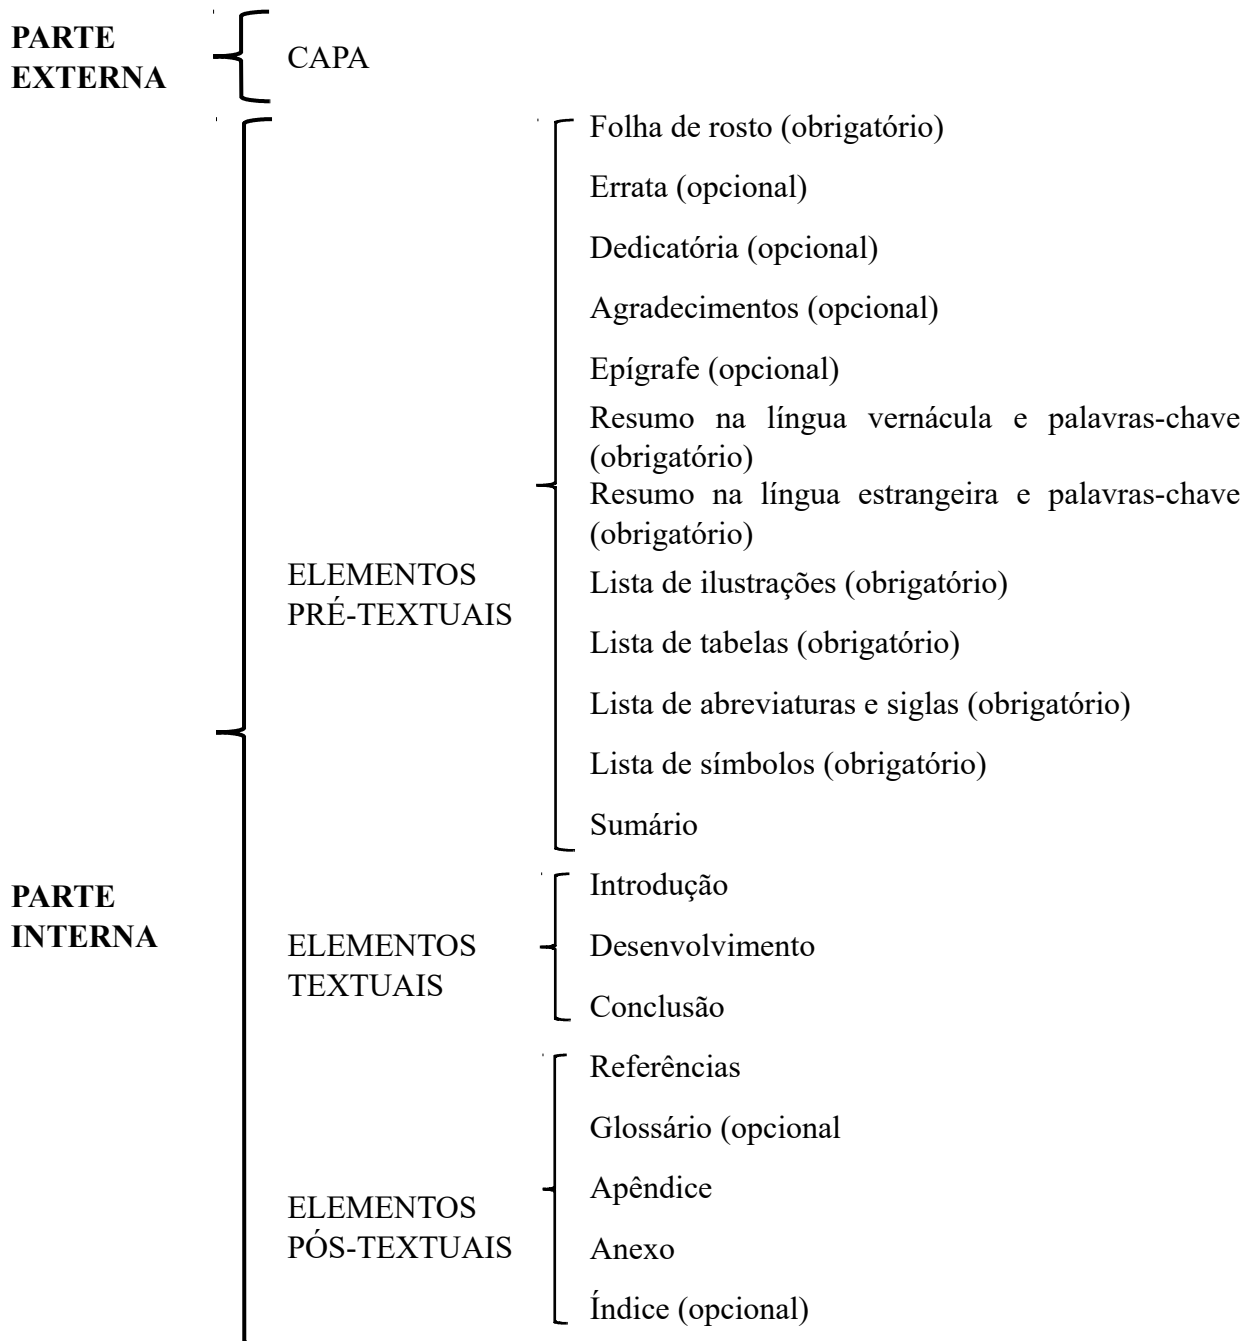 PARTE
EXTERNA
CAPA
Folha de rosto (obrigatório)
Errata (opcional)
Dedicatória (opcional)
Agradecimentos (opcional)
Epígrafe (opcional)
Resumo na língua vernácula e palavras-chave
(obrigatório)
Resumo na língua estrangeira e palavras-chave
(obrigatório)
ELEMENTOS
PRÉ-TEXTUAIS
Lista de ilustrações (obrigatório)
Lista de tabelas (obrigatório)
Lista de abreviaturas e siglas (obrigatório)
Lista de símbolos (obrigatório)
Sumário
PARTE
INTERNA
ELEMENTOS
TEXTUAIS
Introdução
Desenvolvimento
Conclusão
ELEMENTOS
PÓS-TEXTUAIS
Referências
Glossário (opcional
Apêndice
Anexo
Índice (opcional)